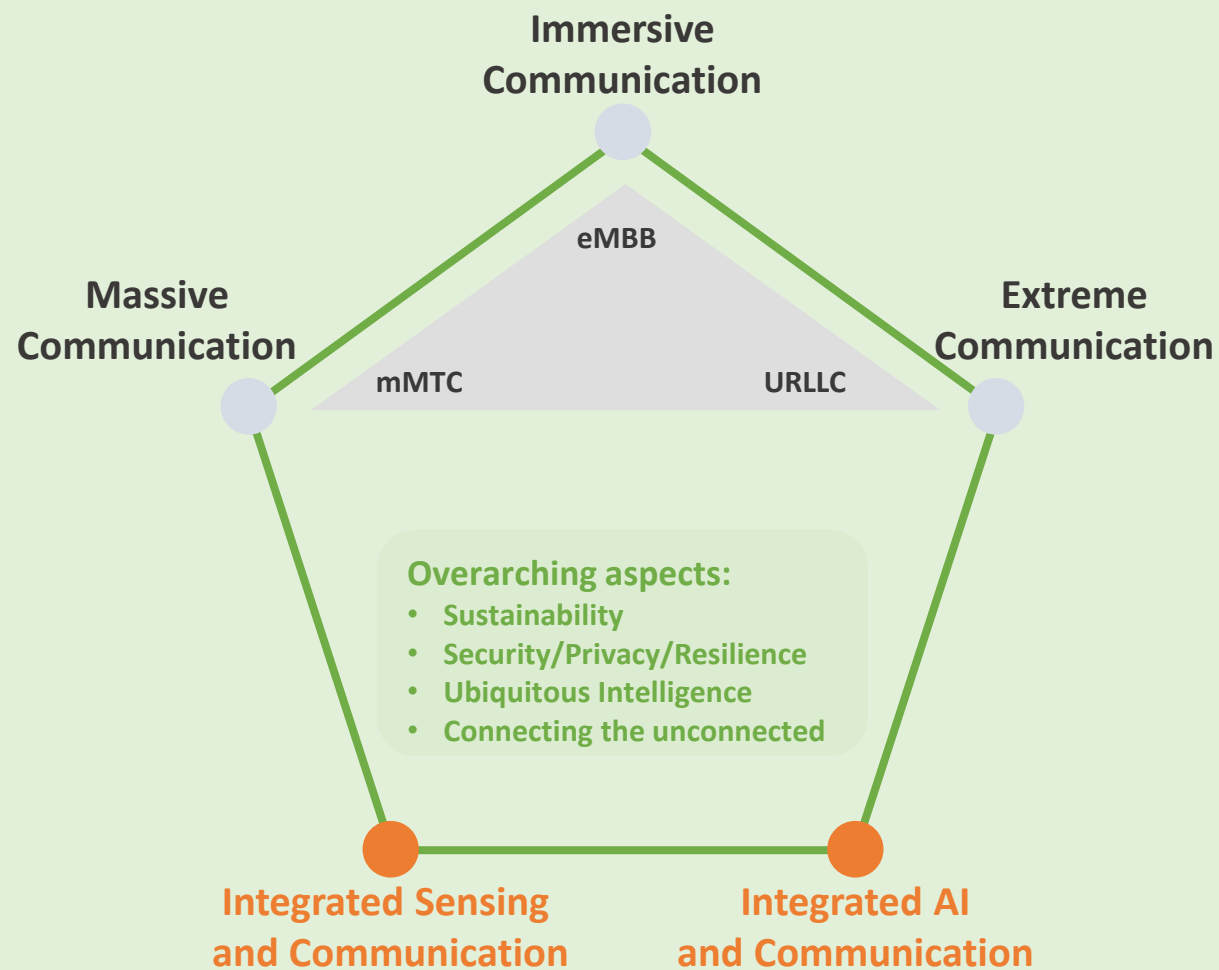 Immersive
Communication
eMBB
Massive
Communication
Extreme
Communication
mMTC
URLLC
Overarching aspects:
• Sustainability
• Security/Privacy/Resilience
• Ubiquitous Intelligence
• Connecting the unconnected
Integrated Sensing
and Communication
Integrated AI
and Communication